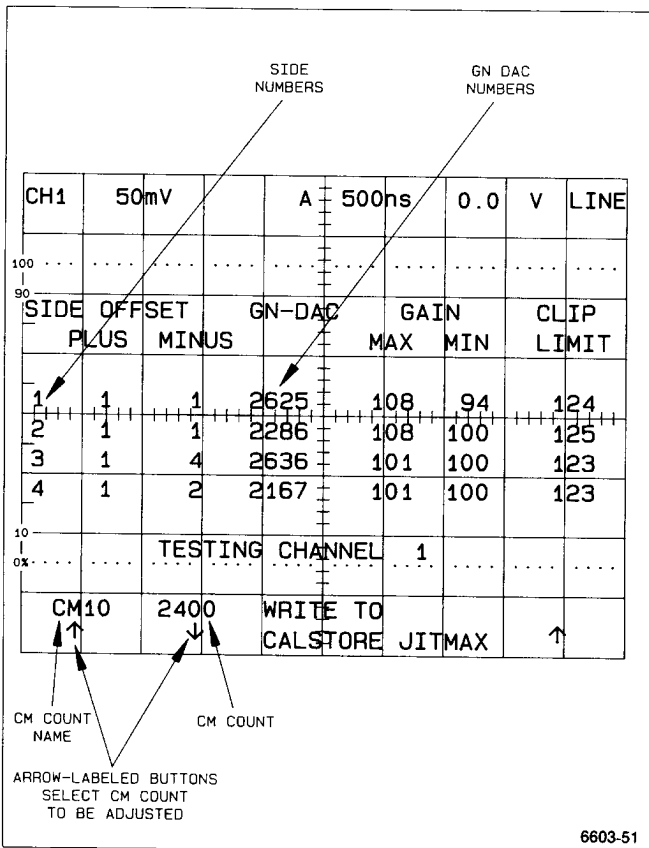 SIDE
NUMBERS
GN DAC
NUMBERS
CH1 50mV A 500ns 0.0 V LINE
100
90
SIDE OFFSET GN-DAC GAIN CLIP
PLUS MINUS MAX MIN LIMIT
1 1 1 2625 108 94 124
2 1 1 2286 108 100 125
3 1 4 2636 101 100 123
4 1 2 2167 101 100 123
10
TESTING CHANNEL 1
0%
CM10 2400 WRITE TO
↑ ↓ CALSTORE JITMAX ↑
CM COUNT
NAME
CM COUNT
ARROW-LABELED BUTTONS
SELECT CM COUNT
TO BE ADJUSTED
6603-51